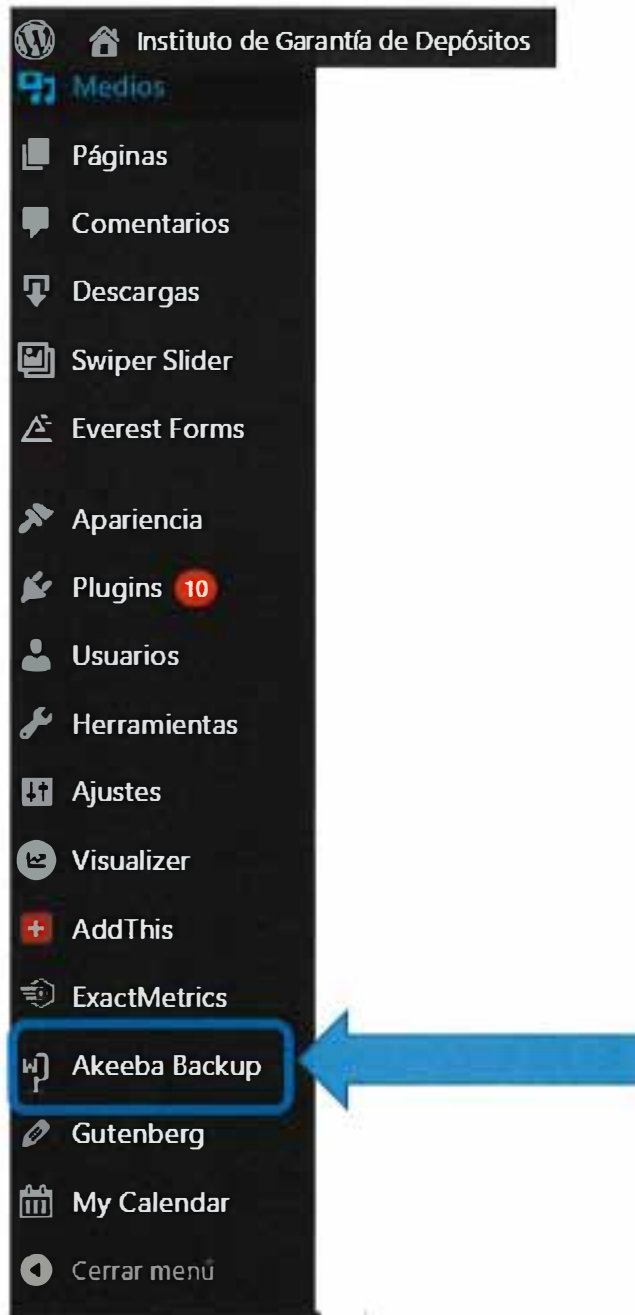 Instituto de Garantía de Depósitos
Medios
Páginas
Comentarios
Descargas
Swiper Slider
Everest Forms
Apariencia
Plugins 10
Usuarios
Herramientas
Ajustes
Visualizer
AddThis
ExactMetrics
Akeeba Backup
Gutenberg
My Calendar
Cerrar menú